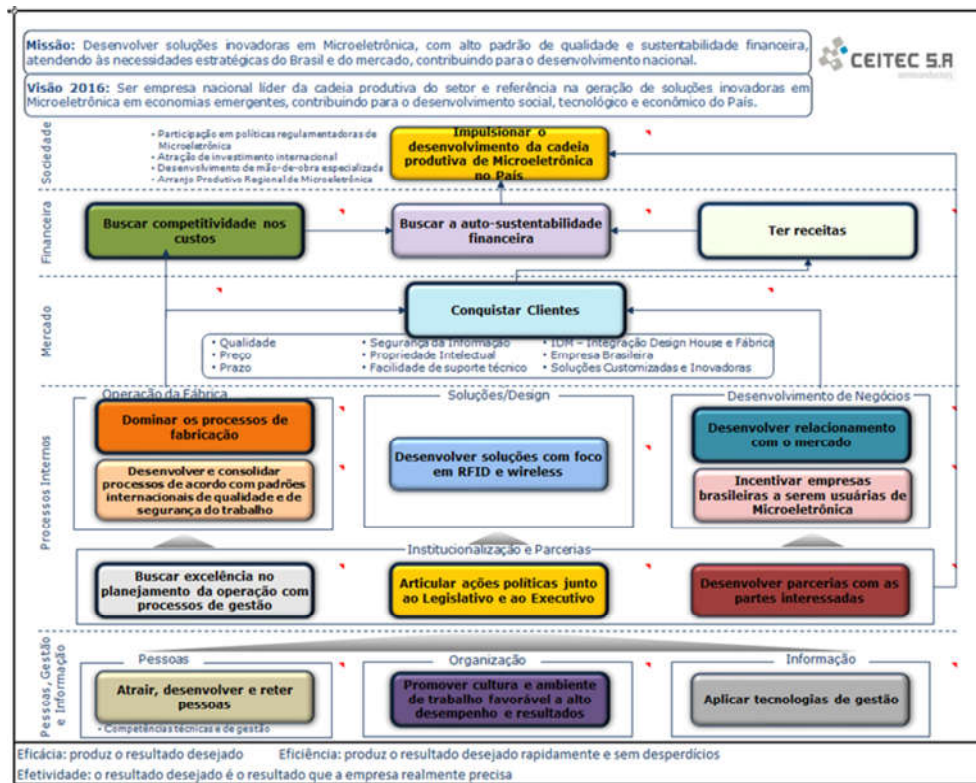 Missão: Desenvolver soluções inovadoras em Microeletrônica, com alto padrão de qualidade e sustentabilidade financeira,
atendendo às necessidades estratégicas do Brasil e do mercado, contribuindo para o desenvolvimento nacional.
CEITEC S.A
semiconductors
Visão 2016: Ser empresa nacional líder da cadeia produtiva do setor e referência na geração de soluções inovadoras em
Microeletrônica em economias emergentes, contribuindo para o desenvolvimento social, tecnológico e econômico do País.
Sociedade
• Participação em políticas regulamentadoras de
Microeletrônica
• Atração de investimento internacional
• Desenvolvimento de mão-de-obra especializada
• Arranjo Produtivo Regional de Microeletrônica
Impulsionar o
desenvolvimento da cadeia
produtiva de Microeletrônica
no País
Financeira
Buscar competitividade nos
custos
Buscar a auto-sustentabilidade
financeira
Ter receitas
Mercado
Conquistar Clientes
• Qualidade
• Preço
• Prazo
• Segurança da Informação
• Propriedade Intelectual
• Facilidade de suporte técnico
• IDM – Integração Design House e Fábrica
• Empresa Brasileira
• Soluções Customizadas e Inovadoras
Processos Internos
Operação da Fábrica
Dominar os processos de
fabricação
Desenvolver e consolidar
processos de acordo com padrões
internacionais de qualidade e de
segurança do trabalho
Soluções/Design
Desenvolver soluções com foco
em RFID e wireless
Desenvolvimento de Negócios
Desenvolver relacionamento
com o mercado
Incentivar empresas
brasileiras a serem usuárias de
Microeletrônica
Institucionalização e Parcerias
Buscar excelência no
planejamento da operação com
processos de gestão
Articular ações políticas junto
ao Legislativo e ao Executivo
Desenvolver parcerias com as
partes interessadas
Pessoas, Gestão
e Informação
Pessoas
Atrair, desenvolver e reter
pessoas
• Competências técnicas e de gestão
Organização
Promover cultura e ambiente
de trabalho favorável a alto
desempenho e resultados
Informação
Aplicar tecnologias de gestão
Eficácia: produz o resultado desejado Eficiência: produz o resultado desejado rapidamente e sem desperdícios
Efetividade: o resultado desejado é o resultado que a empresa realmente precisa